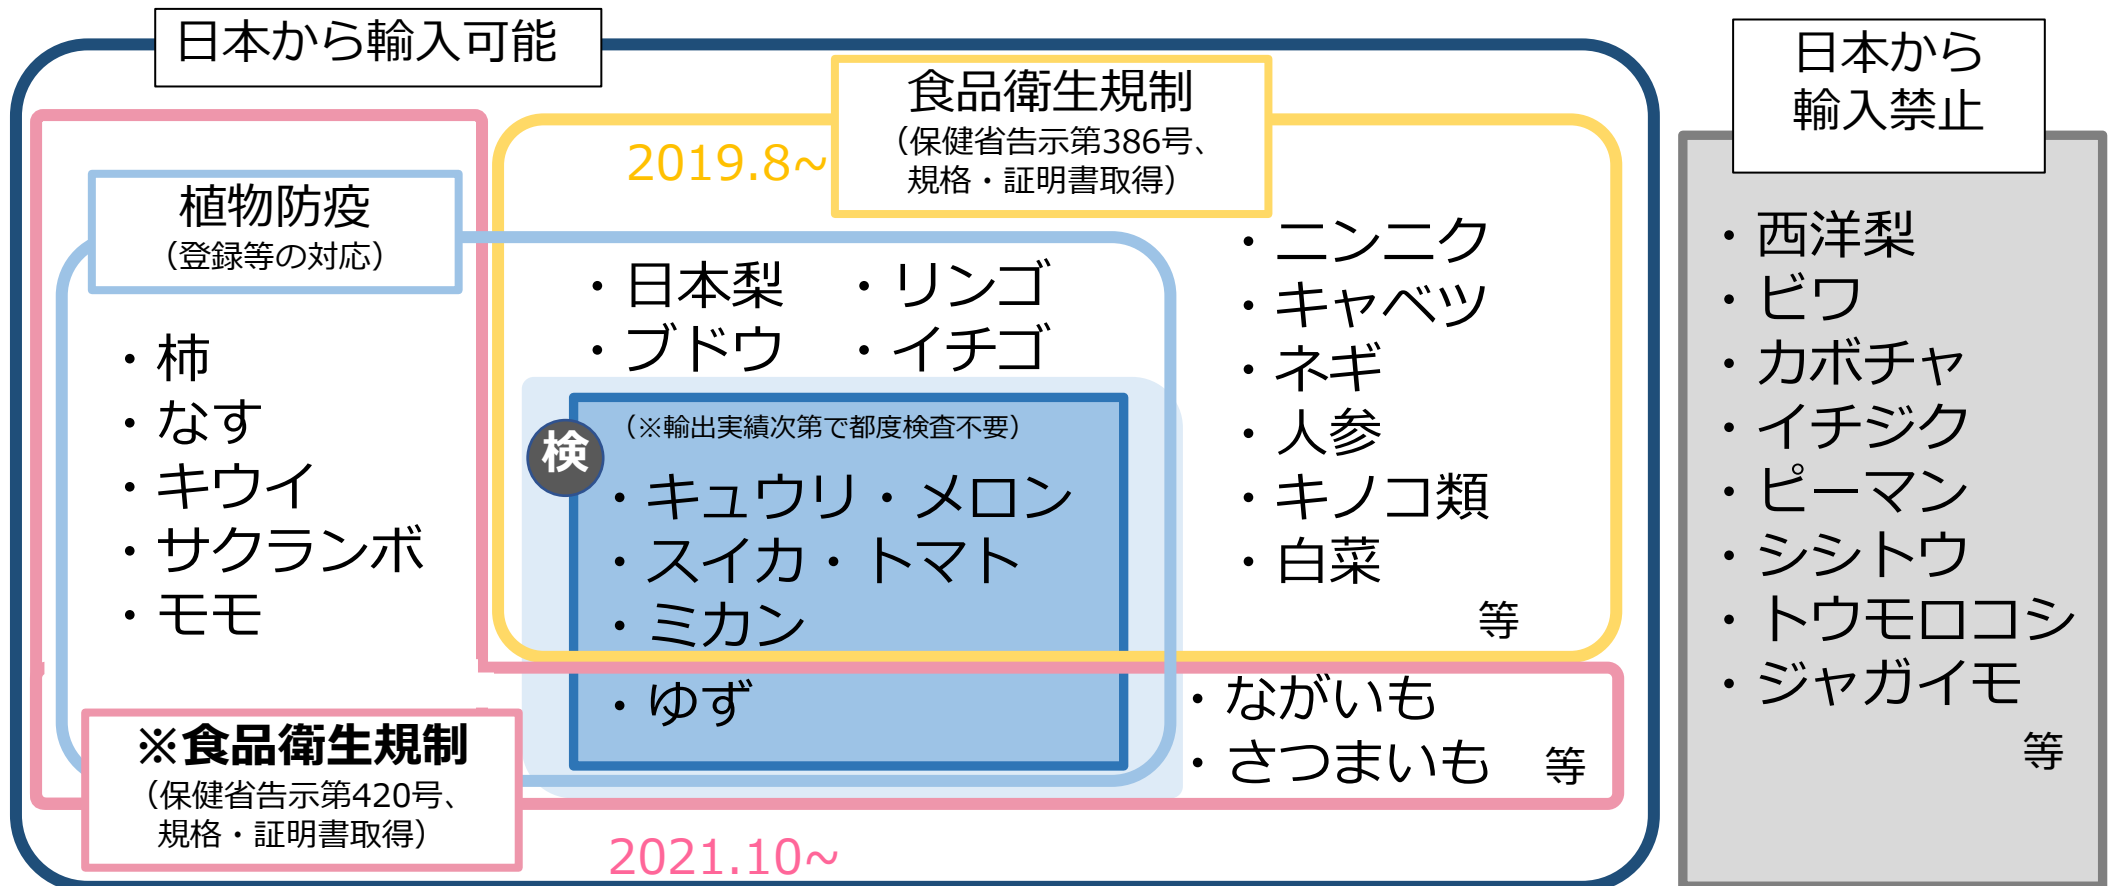 日本から輸入可能
食品衛生規制
（保健省告示第386号、
規格・証明書取得）
2019.8~
植物防疫
（登録等の対応）
・柿
・なす
・キウイ
・サクランボ
・モモ
・日本梨　・リンゴ
・ブドウ　・イチゴ
検
（※輸出実績次第で都度検査不要）
・キュウリ・メロン
・スイカ・トマト
・ミカン
・ゆず
・ニンニク
・キャベツ
・ネギ
・人参
・キノコ類
・白菜
等
・ながいも
・さつまいも　等
※食品衛生規制
（保健省告示第420号、
規格・証明書取得）
2021.10~
日本から
輸入禁止
・西洋梨
・ビワ
・カボチャ
・イチジク
・ピーマン
・シシトウ
・トウモロコシ
・ジャガイモ
等